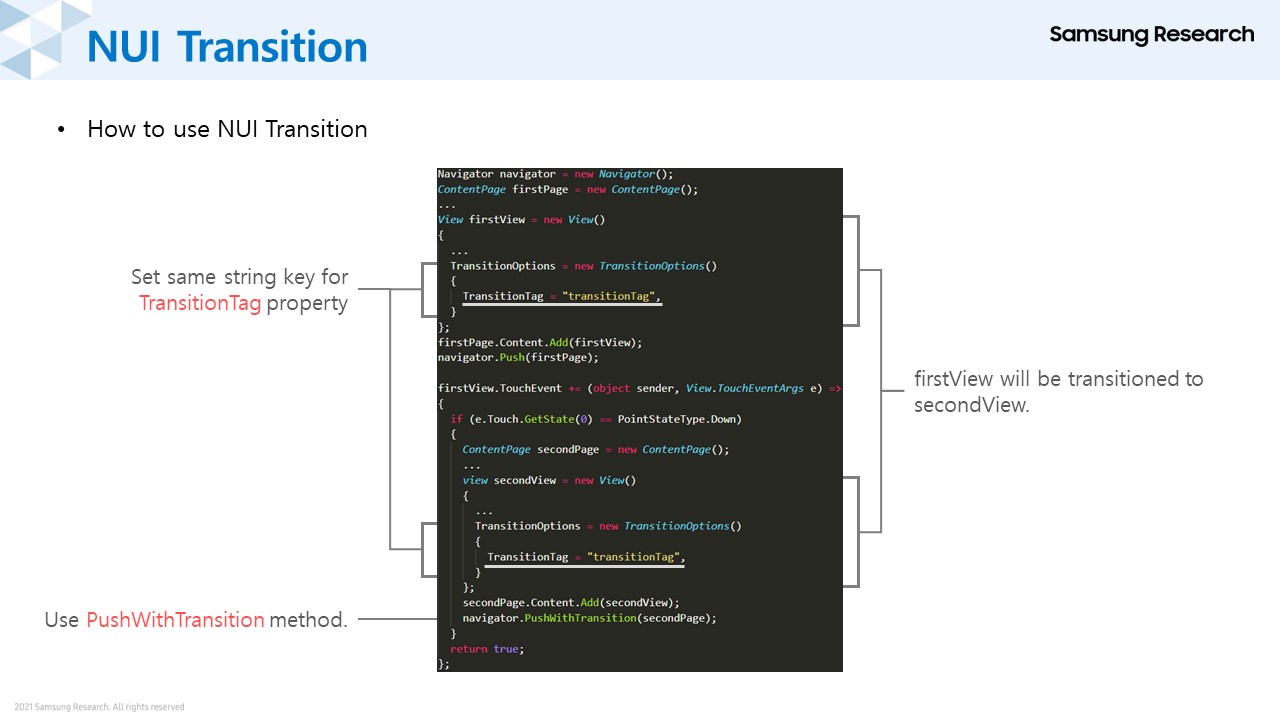 NUI Transition
Samsung Research
• How to use NUI Transition
Set same string key for
TransitionTag property
Use PushWithTransition method.
Navigator navigator = new Navigator();
ContentPage firstPage = new ContentPage();
...
View firstView = new View()
{
...
TransitionOptions = new TransitionOptions()
{
TransitionTag = "transitionTag",
}
};
firstPage.Content.Add(firstView);
navigator.Push(firstPage);
firstView.TouchEvent += (object sender, View.TouchEventArgs e) =>
{
if (e.Touch.GetState(0) == PointStateType.Down)
{
ContentPage secondPage = new ContentPage();
...
view secondView = new View()
{
...
TransitionOptions = new TransitionOptions()
{
TransitionTag = "transitionTag",
}
};
secondPage.Content.Add(secondView);
navigator.PushWithTransition(secondPage);
}
return true;
};
firstView will be transitioned to
secondView.
2021 Samsung Research. All rights reserved